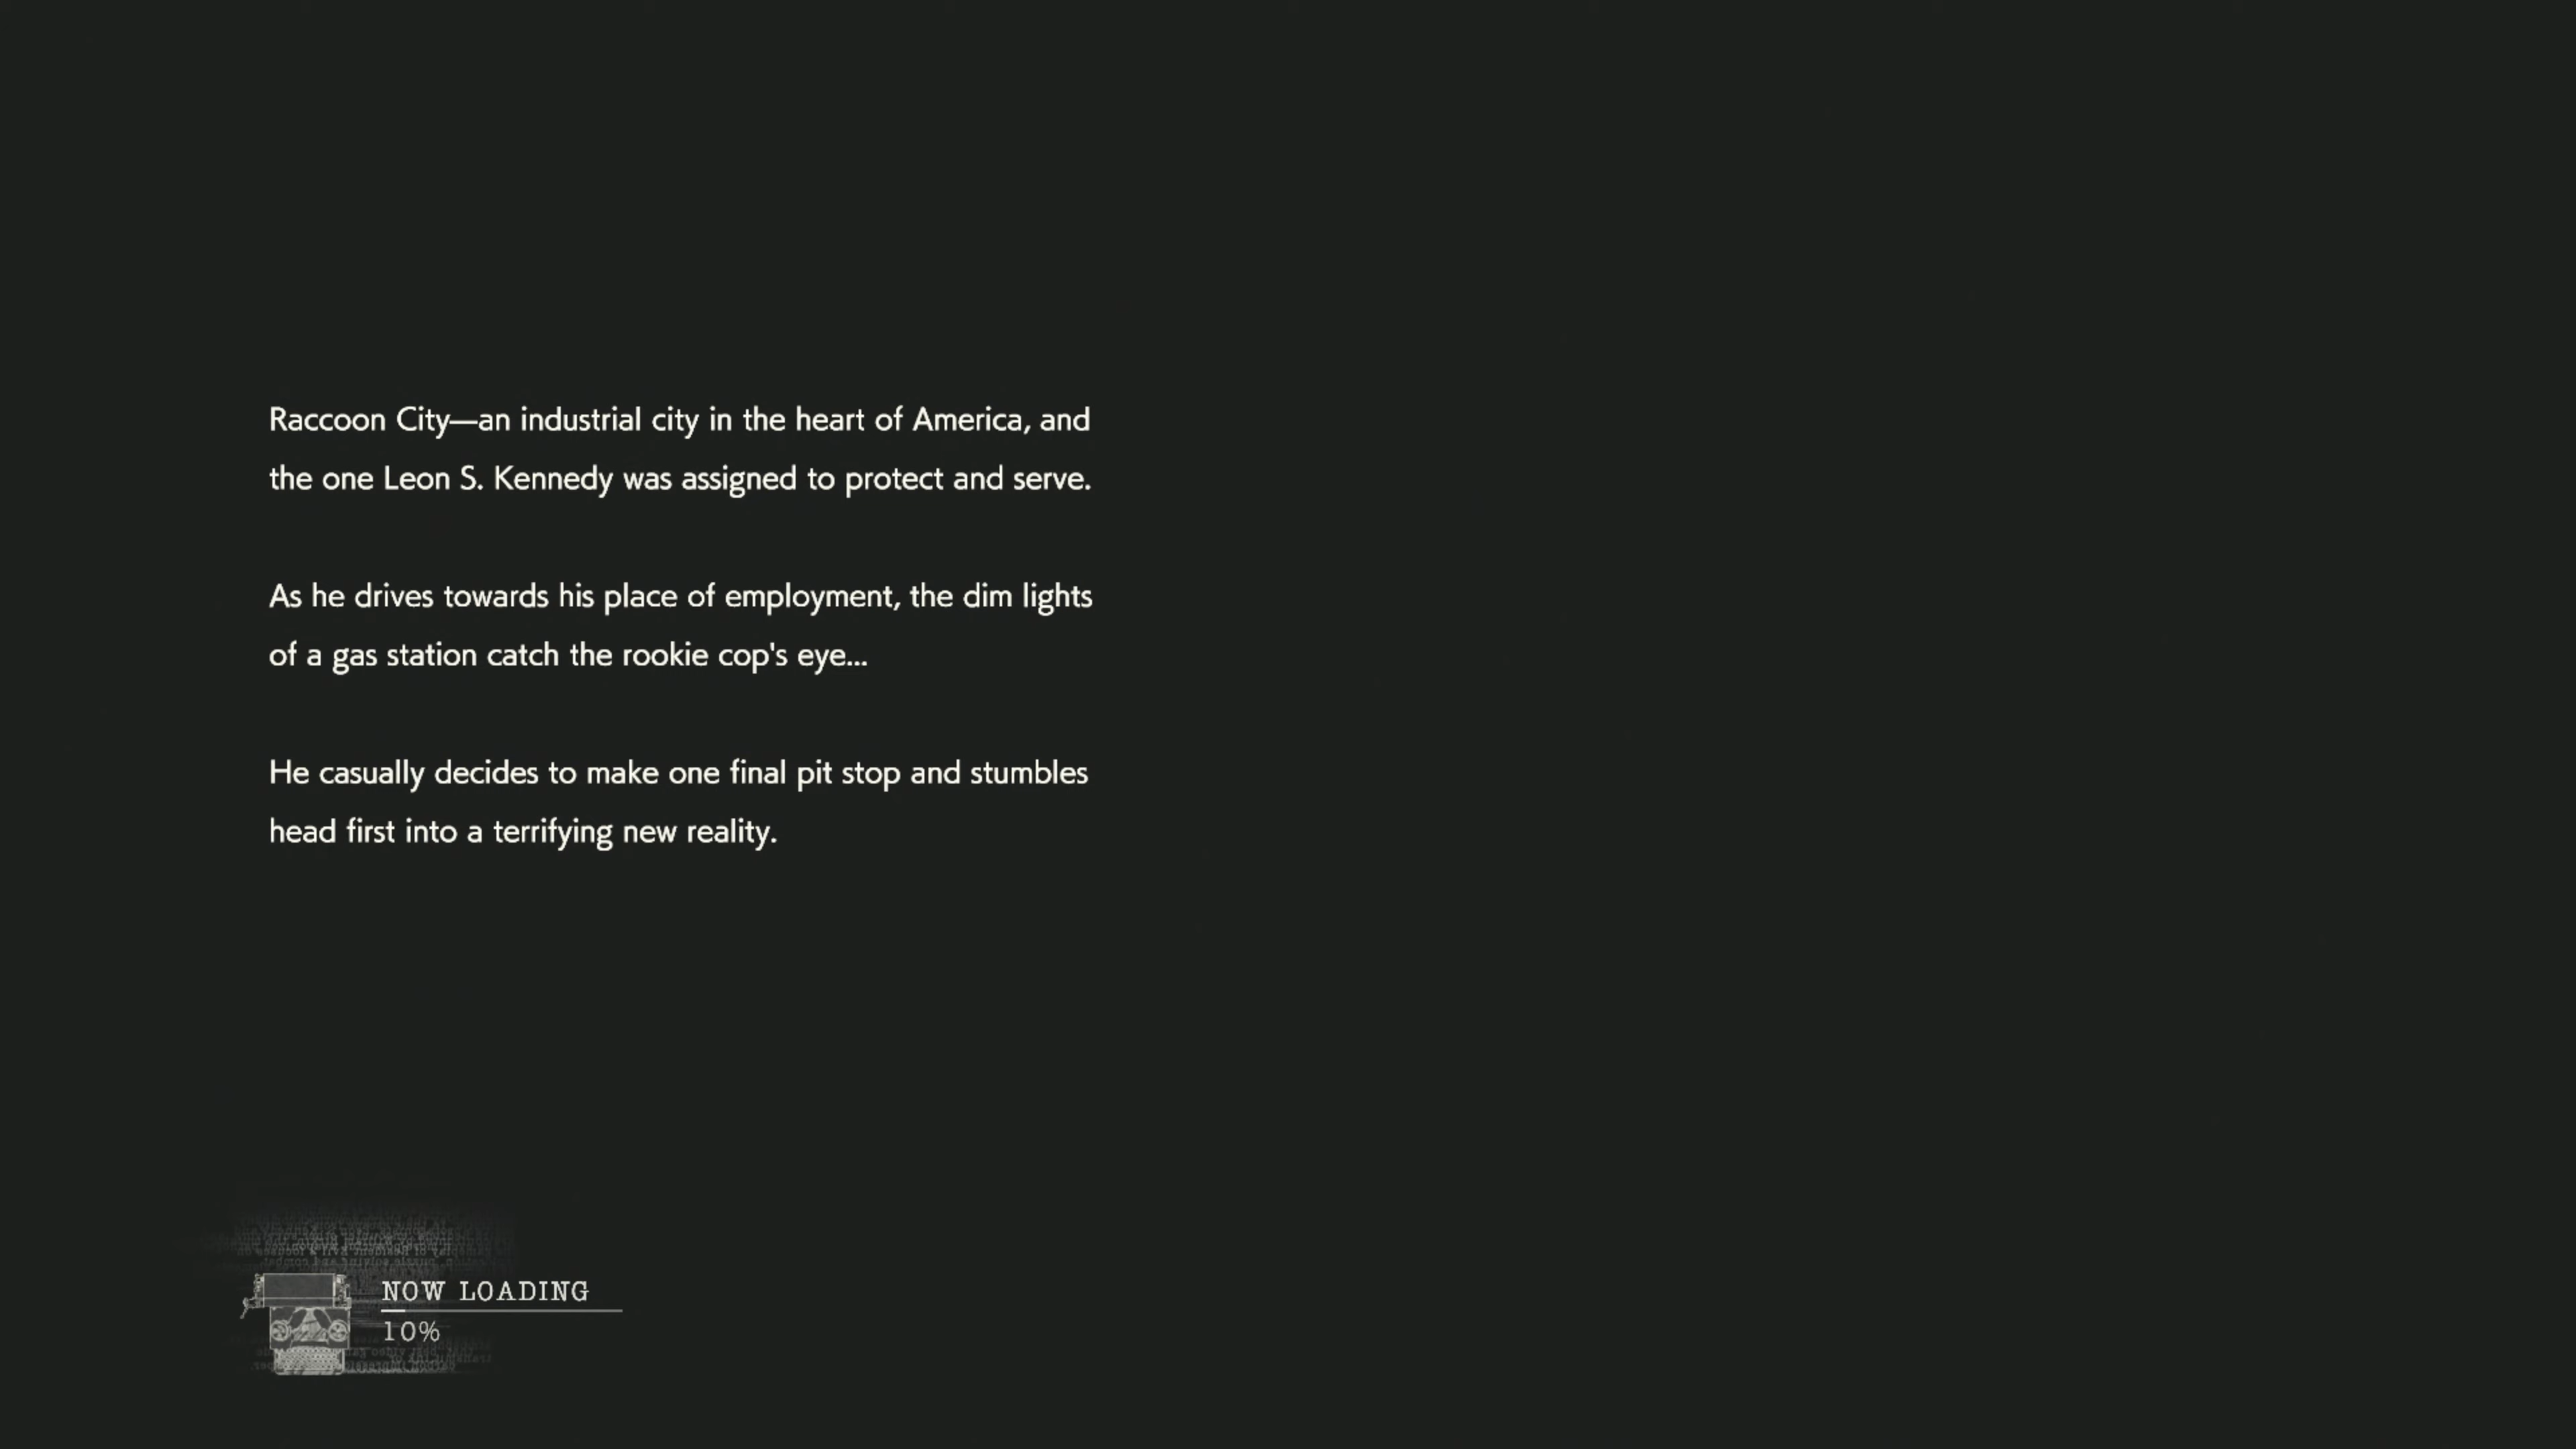 Raccoon City—an industrial city in the heart of America, and
the one Leon S. Kennedy was assigned to protect and serve.
As he drives towards his place of employment, the dim lights
of a gas station catch the rookie cop's eye...
He casually decides to make one final pit stop and stumbles
head first into a terrifying new reality.
NOW LOADING
10%